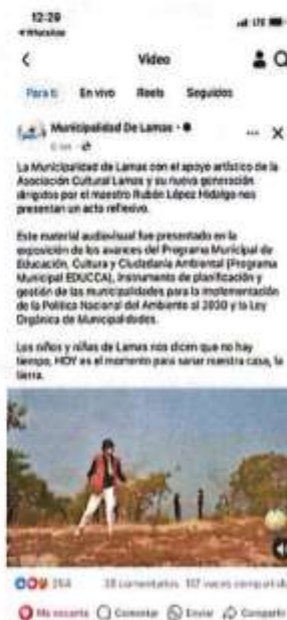 12:29
WhatsApp
LTE
Video
Para ti En vivo Reels Seguidos
Municipalidad De Lamas
La Municipalidad de Lamas con el apoyo artístico de la
Asociación Cultural Lamas y su nueva generación
dirigidos por el maestro Rubén López Hidalgo nos
presentan un acto reflexivo.
Este material audiovisual fue presentado en la
exposición de los avances del Programa Municipal de
Educación, Cultura y Ciudadanía Ambiental (Programa
Municipal EDUCCA), instrumento de planificación y
gestión de las municipalidades para la implementación
de la Política Nacional del Ambiente al 2030 y la Ley
Orgánica de Municipalidades.
Los niños y niñas de Lamas nos dicen que no hay
tiempo, HOY es el momento para sanar nuestra casa, la
tierra.
comentarios veces compartido
Me encanta Comentar Enviar Compartir